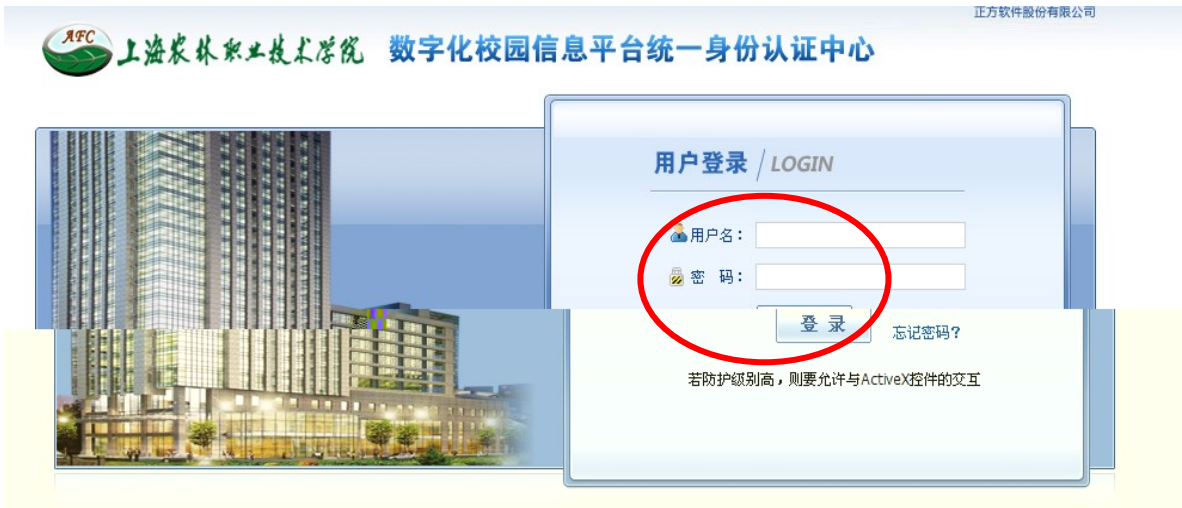 正方软件股份有限公司
AFC
上海农林职业技术学院 数字化校园信息平台统一身份认证中心
用户登录 / LOGIN
用户名：
密 码：
登 录 忘记密码?
若防护级别高，则要允许与ActiveX控件的交互